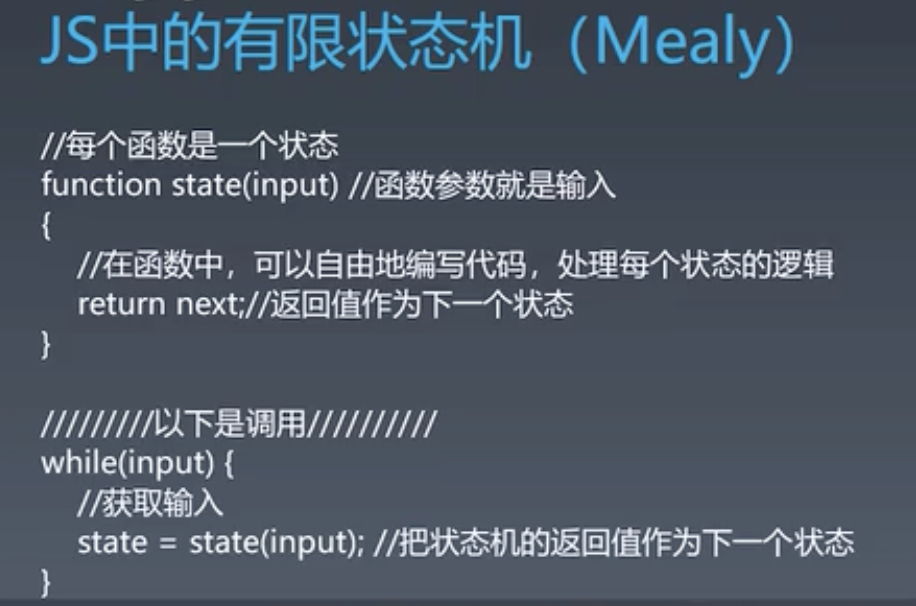 JS中的有限状态机（Mealy）
//每个函数是一个状态
function state(input) //函数参数就是输入
{
//在函数中，可以自由地编写代码，处理每个状态的逻辑
return next;//返回值作为下一个状态
}
/////////以下是调用//////////
while(input) {
//获取输入
state = state(input); //把状态机的返回值作为下一个状态
}